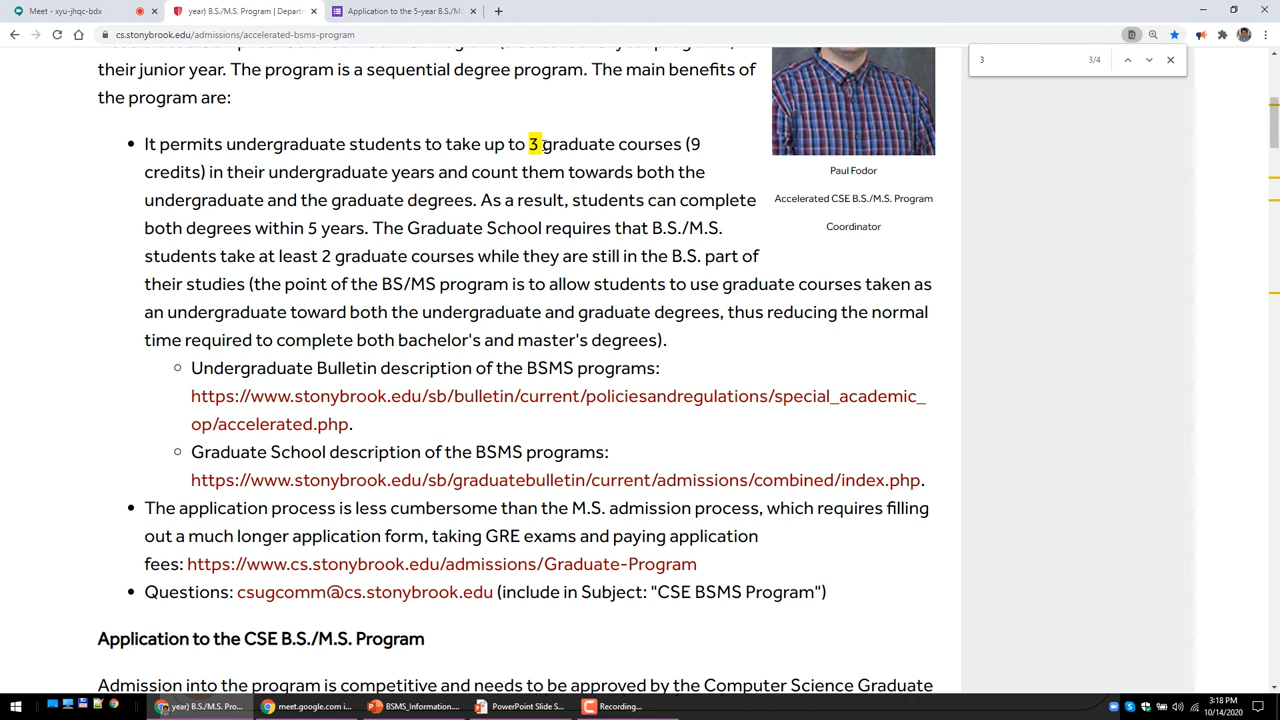 Meet - xyu-jhqc-bdx
year) B.S./M.S. Program | Depart
Application to the 5-year B.S./M.S.
cs.stonybrook.edu/admissions/accelerated-bsms-program
3
3/4
their junior year. The program is a sequential degree program. The main benefits of
the program are:
It permits undergraduate students to take up to 3 graduate courses (9
credits) in their undergraduate years and count them towards both the
undergraduate and the graduate degrees. As a result, students can complete
both degrees within 5 years. The Graduate School requires that B.S./M.S.
students take at least 2 graduate courses while they are still in the B.S. part of
their studies (the point of the BS/MS program is to allow students to use graduate courses taken as
an undergraduate toward both the undergraduate and graduate degrees, thus reducing the normal
time required to complete both bachelor's and master's degrees).
Undergraduate Bulletin description of the BSMS programs:
https://www.stonybrook.edu/sb/bulletin/current/policiesandregulations/special_academic_
op/accelerated.php.
Graduate School description of the BSMS programs:
https://www.stonybrook.edu/sb/graduatebulletin/current/admissions/combined/index.php.
The application process is less cumbersome than the M.S. admission process, which requires filling
out a much longer application form, taking GRE exams and paying application
fees: https://www.cs.stonybrook.edu/admissions/Graduate-Program
Questions: csugcomm@cs.stonybrook.edu (include in Subject: "CSE BSMS Program")
Paul Fodor
Accelerated CSE B.S./M.S. Program
Coordinator
Application to the CSE B.S./M.S. Program
Admission into the program is competitive and needs to be approved by the Computer Science Graduate
year) B.S./M.S. Pro...
meet.google.com i...
BSMS_Information....
PowerPoint Slide S...
Recording...
3:18 PM
10/14/2020